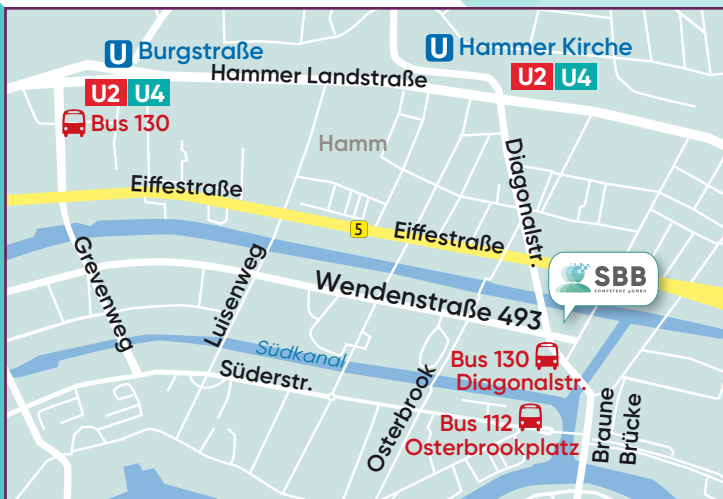 U Burgstraße
U2 U4
Bus 130
U Hammer Kirche
U2 U4
Hammer Landstraße
Hamm
Diagonalstr.
Eiffestraße
5
Eiffestraße
Grevenweg
Luisenweg
Wendenstraße 493
SBB
KOMPETENZ gGMBH
Südkanal
Süderstr.
Osterbrook
Bus 130
Diagonalstr.
Bus 112
Osterbrookplatz
Braune
Brücke